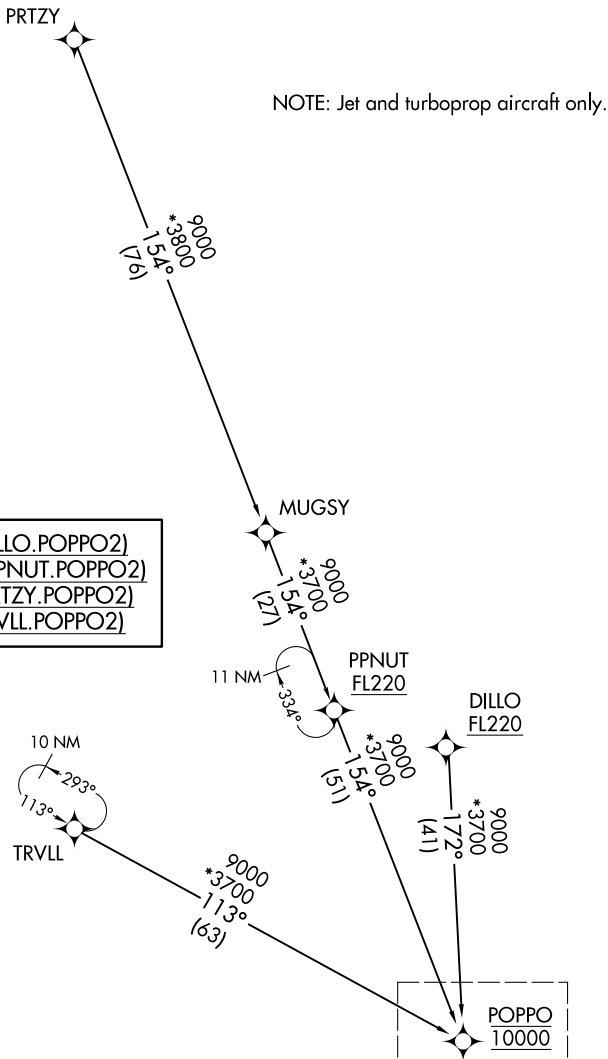 PRTZY
NOTE: Jet and turboprop aircraft only.
9000
*3800
154°
(76)
MUGSY
LLO.POPPO2)
PNUT.POPPO2)
TZY.POPPO2)
VLL.POPPO2)
9000
*3700
154°
(27)
11 NM
334°
PPNUT
FL220
DILLO
FL220
9000
*3700
154°
(51)
9000
*3700
172°
(41)
10 NM
293°
113°
TRVLL
9000
*3700
113°
(63)
POPPO
10000